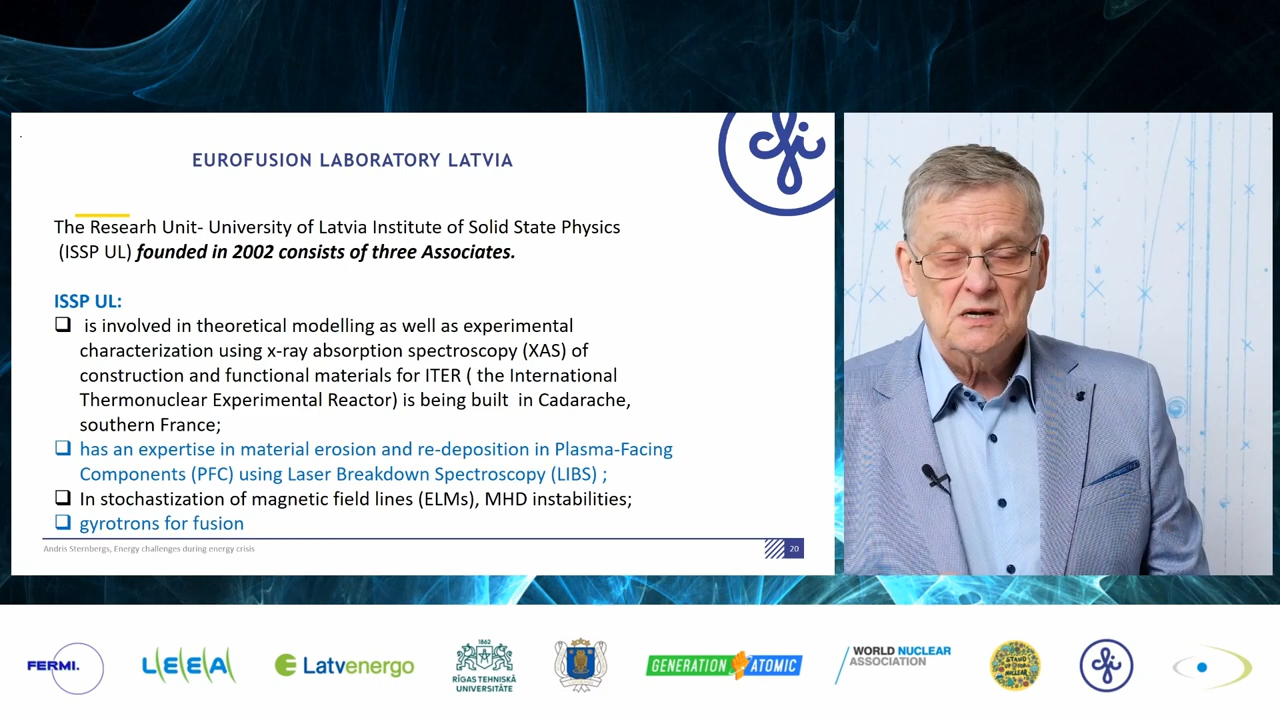 EUROFUSION LABORATORY LATVIA
The Researh Unit- University of Latvia Institute of Solid State Physics
(ISSP UL) founded in 2002 consists of three Associates.
ISSP UL:
is involved in theoretical modelling as well as experimental
characterization using x-ray absorption spectroscopy (XAS) of
construction and functional materials for ITER ( the International
Thermonuclear Experimental Reactor) is being built in Cadarache,
southern France;
has an expertise in material erosion and re-deposition in Plasma-Facing
Components (PFC) using Laser Breakdown Spectroscopy (LIBS) ;
In stochastization of magnetic field lines (ELMs), MHD instabilities;
gyrotrons for fusion
Andris Sternbergs, Energy challenges during energy crisis
20
FERMI.
LEEA
Latvenergo
1862
RĪGAS TEHNISKĀ
UNIVERSITĀTE
GENERATION ATOMIC
WORLD NUCLEAR
ASSOCIATION
STAND
UP FOR
NUCLEAR